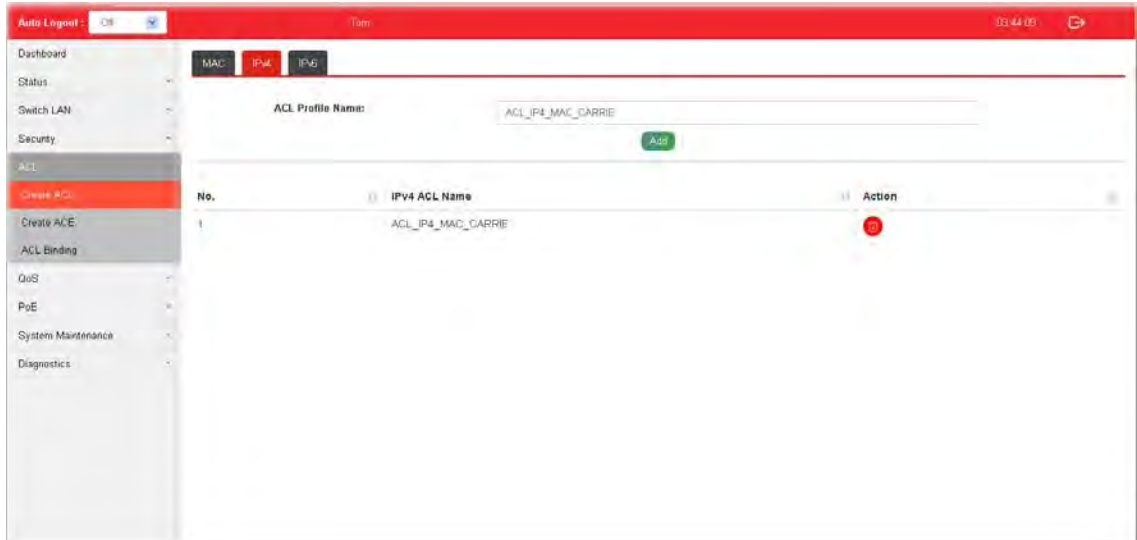 Auto Logout : Off Tom 03:44:09
Dashboard
MAC IPv4 IPv6
Status
Switch LAN
ACL Profile Name: ACL_IP4_MAC_CARRIE
Security
Add
ACL
Create ACL
No. IPv4 ACL Name Action
Create ACE
1 ACL_IP4_MAC_CARRIE
ACL Binding
QoS
PoE
System Maintenance
Diagnostics